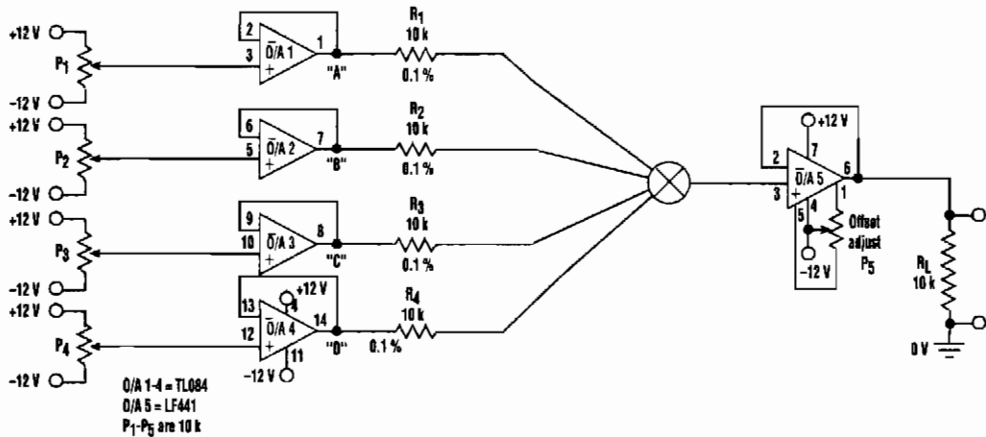 +12 V
P1
−12 V
2
3
O/A 1
+
1
"A"
R1
10 k
0.1 %
+12 V
P2
−12 V
6
5
O/A 2
+
7
"B"
R2
10 k
0.1 %
+12 V
P3
−12 V
9
10
O/A 3
+
8
"C"
R3
10 k
0.1 %
+12 V
P4
−12 V
13
12
O/A 4
+
+12 V
4
14
11
−12 V
"D"
R4
10 k
0.1 %
+12 V
7
2
3
O/A 5
+
6
1
5
4
−12 V
Offset
adjust
P5
RL
10 k
0 V
O/A 1-4 = TL084
O/A 5 = LF441
P1-P5 are 10 k